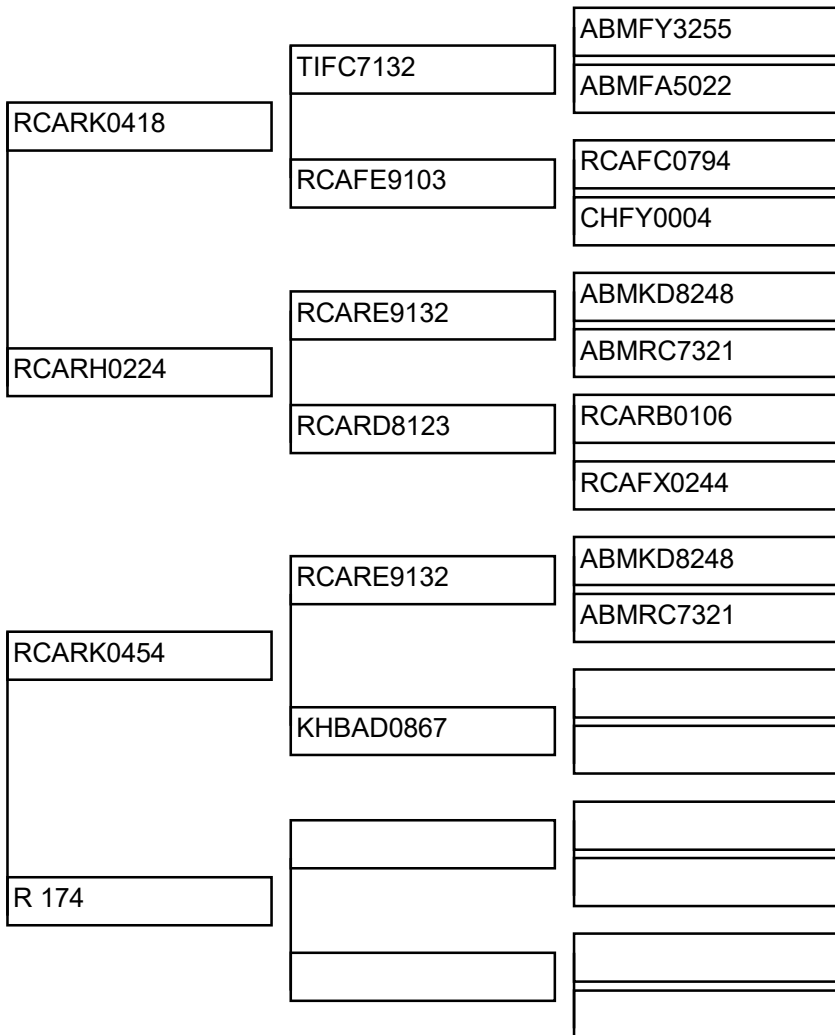 ABMFY3255
TIFC7132
ABMFA5022
RCARK0418
RCAFC0794
RCAFE9103
CHFY0004
ABMKD8248
RCARE9132
ABMRC7321
RCARH0224
RCARB0106
RCARD8123
RCAFX0244
ABMKD8248
RCARE9132
ABMRC7321
RCARK0454
KHBAD0867
R 174